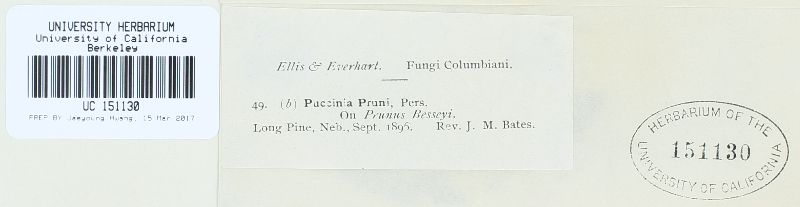 UNIVERSITY HERBARIUM
University of California
Berkeley
UC 151130
PREP BY Jaeyoung Hwang, 15 Mar 2017
Ellis & Everhart. Fungi Columbiani.
49. (b) Puccinia Pruni, Pers.
On Prunus Besseyi.
Long Pine, Neb., Sept. 1895. Rev. J. M. Bates.
HERBARIUM OF THE
151130
UNIVERSITY OF CALIFORNIA